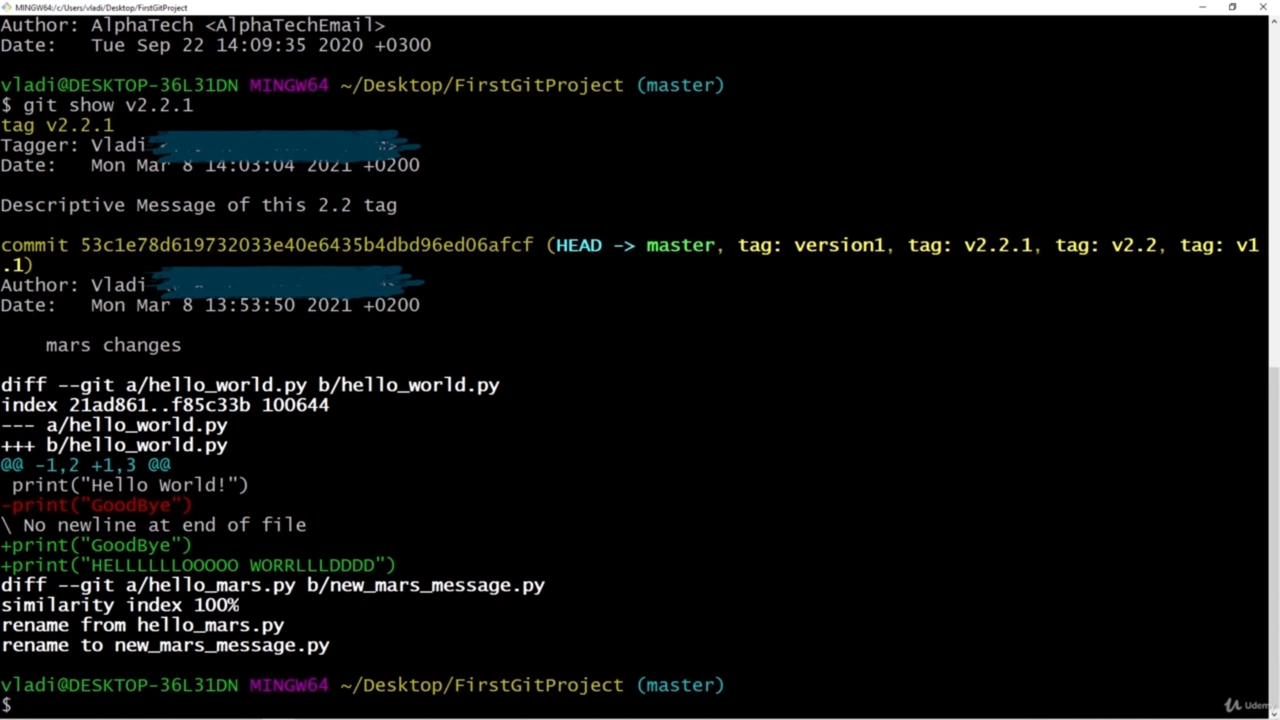 MINGW64:/c/Users/vladi/Desktop/FirstGitProject
Author: AlphaTech <AlphaTechEmail>
Date:   Tue Sep 22 14:09:35 2020 +0300
vladi@DESKTOP-36L31DN MINGW64 ~/Desktop/FirstGitProject (master)
$ git show v2.2.1
tag v2.2.1
Tagger: Vladi
Date:   Mon Mar 8 14:03:04 2021 +0200
Descriptive Message of this 2.2 tag
commit 53c1e78d619732033e40e6435b4dbd96ed06afcf (HEAD -> master, tag: version1, tag: v2.2.1, tag: v2.2, tag: v1
.1)
Author: Vladi
Date:   Mon Mar 8 13:53:50 2021 +0200
    mars changes
diff --git a/hello_world.py b/hello_world.py
index 21ad861..f85c33b 100644
--- a/hello_world.py
+++ b/hello_world.py
@@ -1,2 +1,3 @@
 print("Hello World!")
-print("GoodBye")
\ No newline at end of file
+print("GoodBye")
+print("HELLLLLLOOOOO WORRLLLDDDD")
diff --git a/hello_mars.py b/new_mars_message.py
similarity index 100%
rename from hello_mars.py
rename to new_mars_message.py
vladi@DESKTOP-36L31DN MINGW64 ~/Desktop/FirstGitProject (master)
$
Udemy